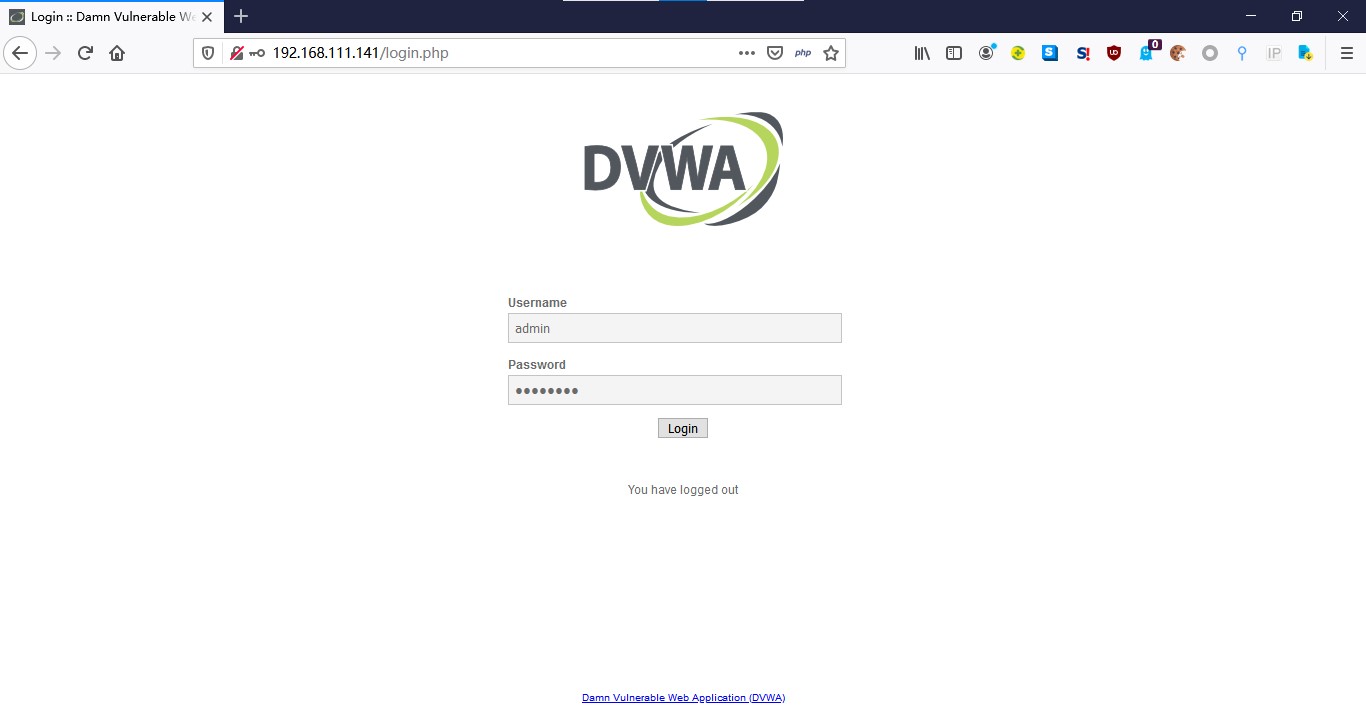 Login :: Damn Vulnerable We
192.168.111.141/login.php
php
S
S!
UD
0
IP
DVWA
Username
admin
Password
••••••••
Login
You have logged out
Damn Vulnerable Web Application (DVWA)